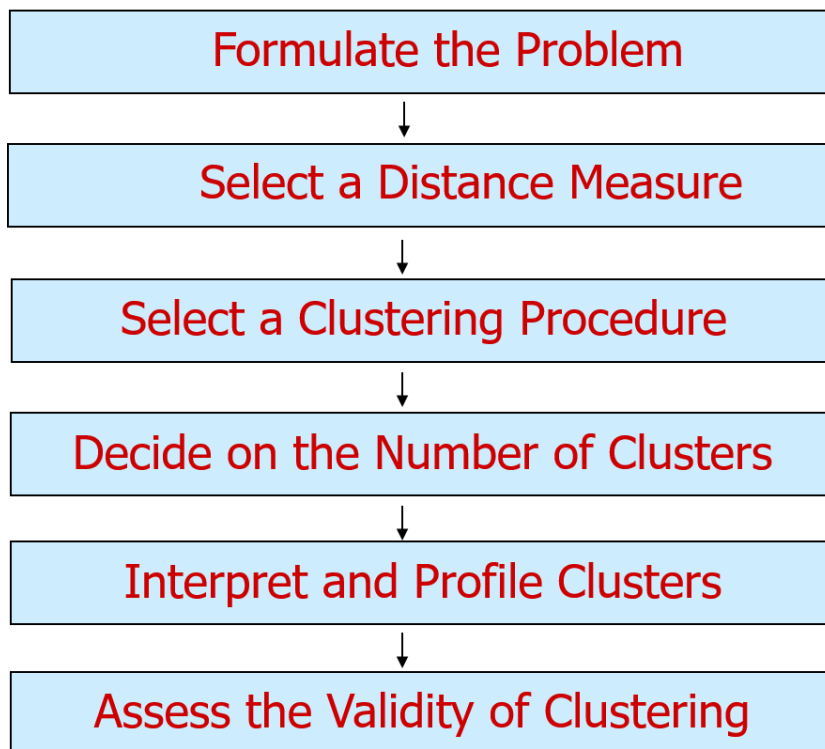 Formulate the Problem
Select a Distance Measure
Select a Clustering Procedure
Decide on the Number of Clusters
Interpret and Profile Clusters
Assess the Validity of Clustering